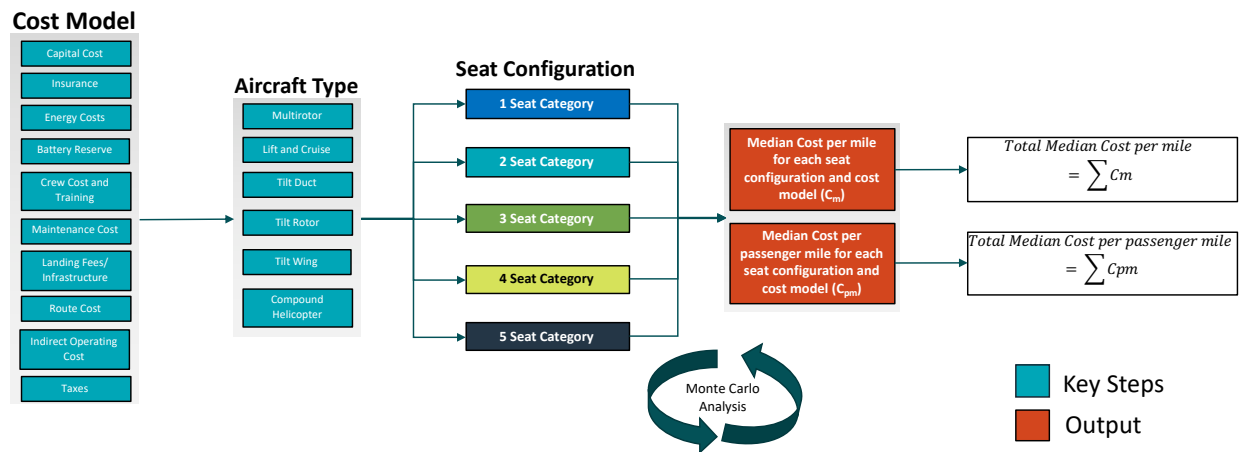 Cost Model
Capital Cost
Insurance
Energy Costs
Battery Reserve
Crew Cost and
Training
Maintenance Cost
Landing Fees/
Infrastructure
Route Cost
Indirect Operating
Cost
Taxes
Aircraft Type
Multirotor
Lift and Cruise
Tilt Duct
Tilt Rotor
Tilt Wing
Compound
Helicopter
Seat Configuration
1 Seat Category
2 Seat Category
3 Seat Category
4 Seat Category
5 Seat Category
Median Cost per mile
for each seat
configuration and cost
model (Cm)
Median Cost per
passenger mile for each
seat configuration and
cost model (Cpm)
Total Median Cost per mile
= ∑ Cm
Total Median Cost per passenger mile
= ∑ Cpm
Monte Carlo
Analysis
Key Steps
Output